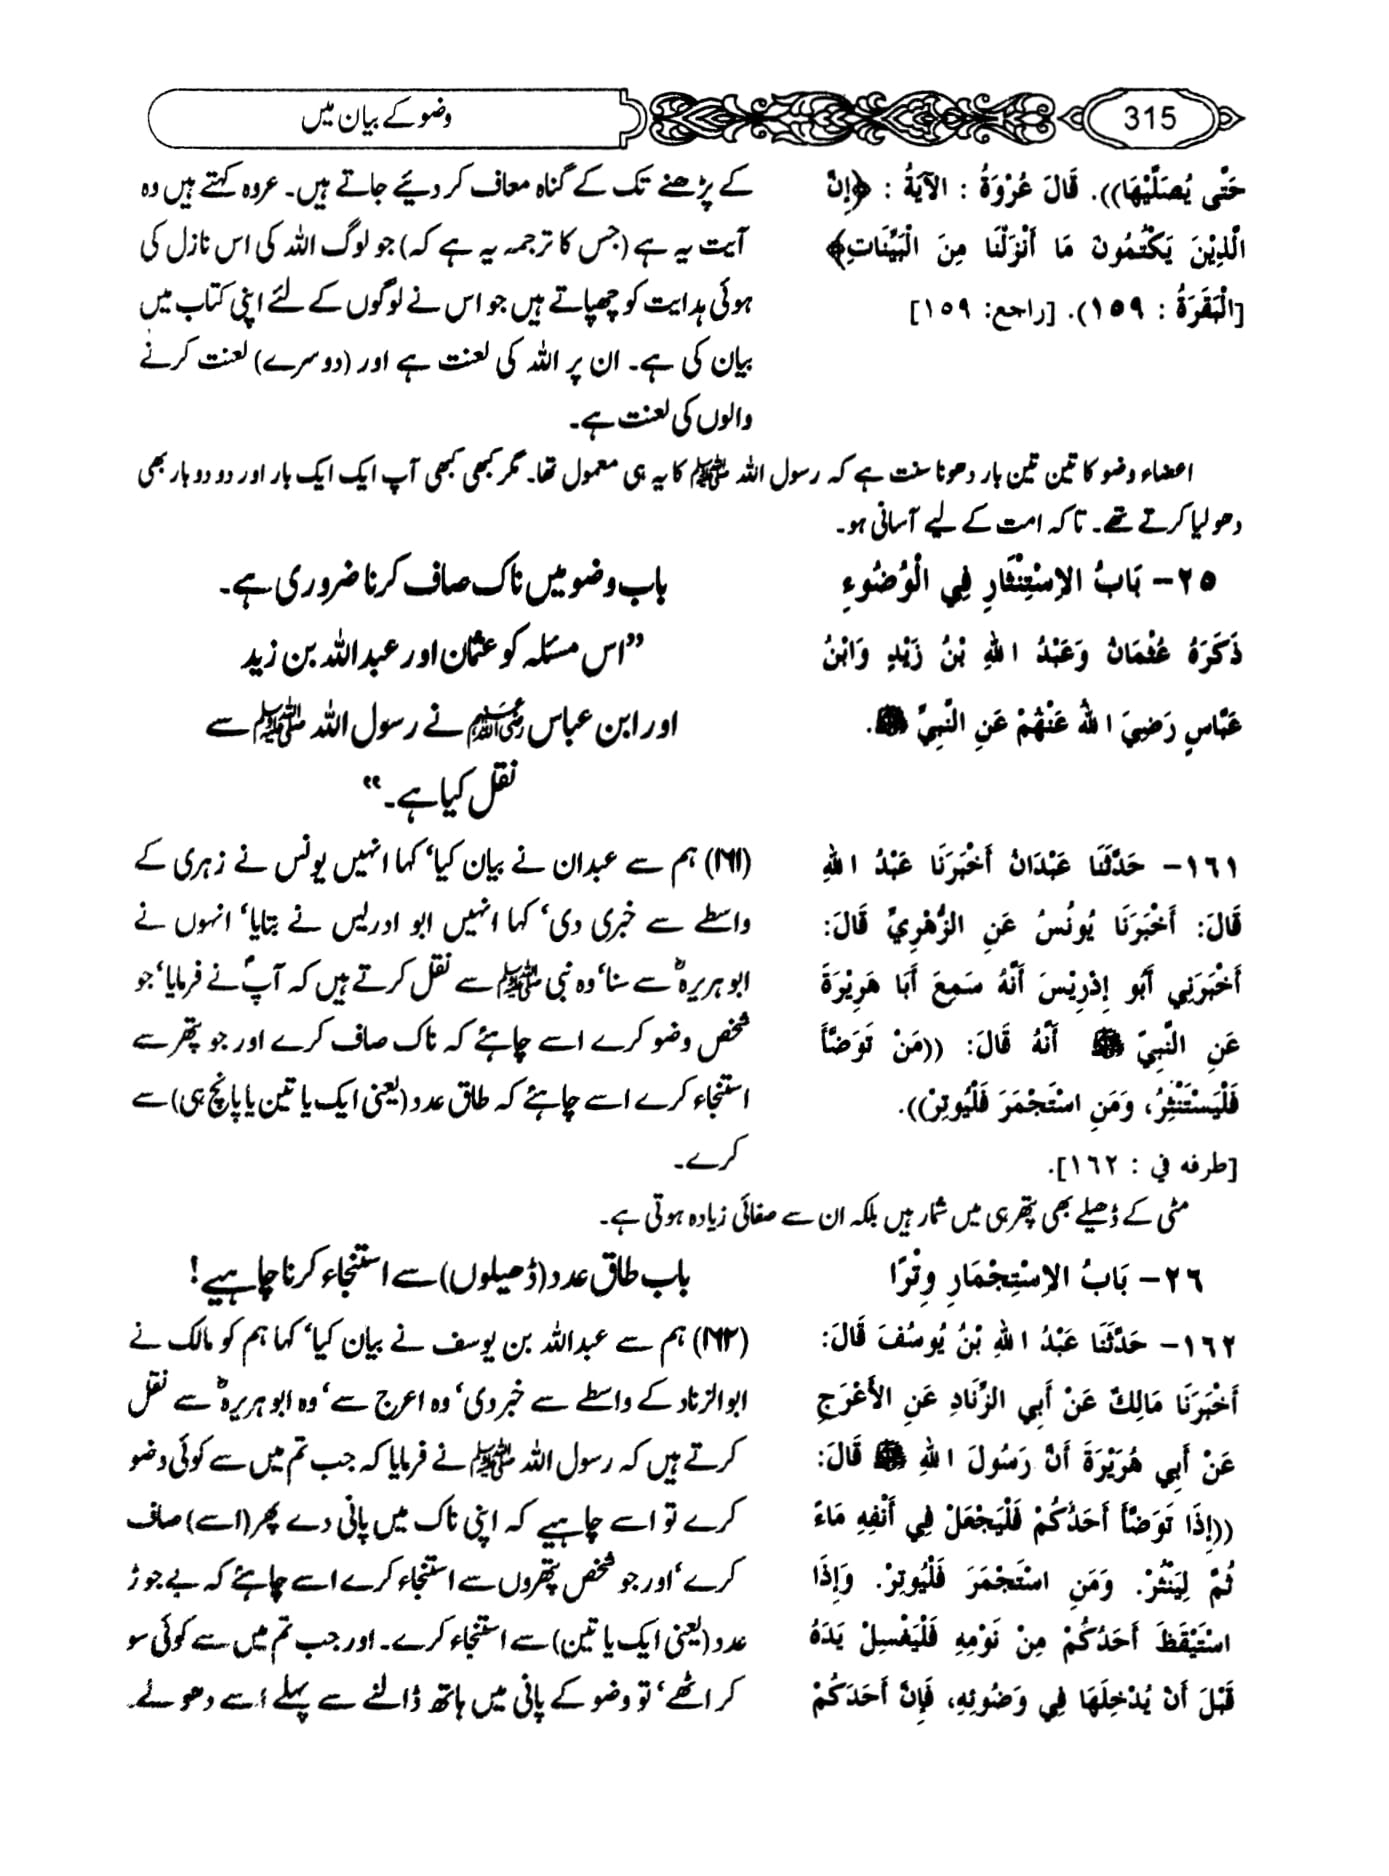 315
وضو کے بیان میں
حَتَّى يُصَلِّيْهَا)). قَالَ عُرْوَةُ : الآيَةُ : ﴿إِنَّ
الَّذِيْنَ يَكْتُمُونَ مَا أَنْزَلْنَا مِنَ الْبَيِّنَاتِ﴾
[الْبَقَرَةُ : ١٥٩). [راجع: ١٥٩]
کے پڑھنے تک کے گناہ معاف کر دیئے جاتے ہیں۔ عروہ کہتے ہیں وہ
آیت یہ ہے (جس کا ترجمہ یہ ہے کہ) جو لوگ اللہ کی اس نازل کی
ہوئی ہدایت کو چھپاتے ہیں جو اس نے لوگوں کے لئے اپنی کتاب میں
بیان کی ہے۔ ان پر اللہ کی لعنت ہے اور (دوسرے) لعنت کرنے
والوں کی لعنت ہے۔
اعضاء وضو کا تین تین بار دھونا سنت ہے کہ رسول اللہ ﷺ کا یہ ہی معمول تھا۔ مگر کبھی کبھی آپ ایک ایک بار اور دو دو بار بھی
دھو لیا کرتے تھے۔ تاکہ امت کے لیے آسانی ہو۔
٢٥- بَابُ الاِسْتِنْثَارِ فِي الْوُضُوءِ
ذَكَرَهُ عُثْمَانُ وَعَبْدُ اللهِ بْنُ زَيْدٍ وَابْنُ
عَبَّاسٍ رَضِيَ اللهُ عَنْهُمْ عَنِ النَّبِيِّ ﷺ.
باب وضو میں ناک صاف کرنا ضروری ہے۔
”اس مسئلہ کو عثمان اور عبداللہ بن زید
اور ابن عباس رضی اللہ عنہم نے رسول اللہ ﷺ سے
نقل کیا ہے۔“
١٦١- حَدَّثَنَا عَبْدَانُ أَخْبَرَنَا عَبْدُ اللهِ
قَالَ: أَخْبَرَنَا يُونُسُ عَنِ الزُّهْرِيِّ قَالَ:
أَخْبَرَنِي أَبُو إِدْرِيْسَ أَنَّهُ سَمِعَ أَبَا هُرَيْرَةَ
عَنِ النَّبِيِّ ﷺ أَنَّهُ قَالَ: ((مَنْ تَوَضَّأَ
فَلْيَسْتَنْثِرْ، وَمَنِ اسْتَجْمَرَ فَلْيُوتِرْ)).
[طرفه في : ١٦٢].
(۱۶۱) ہم سے عبدان نے بیان کیا‘ کہا انہیں یونس نے زہری کے
واسطے سے خبری دی‘ کہا انہیں ابو ادریس نے بتایا‘ انہوں نے
ابو ہریرہؓ سے سنا‘ وہ نبی ﷺ سے نقل کرتے ہیں کہ آپؐ نے فرمایا‘ جو
شخص وضو کرے اسے چاہئے کہ ناک صاف کرے اور جو پتھر سے
استنجاء کرے اسے چاہئے کہ طاق عدد (یعنی ایک یا تین یا پانچ ہی) سے
کرے۔
مٹی کے ڈھیلے بھی پتھر ہی میں شمار ہیں بلکہ ان سے صفائی زیادہ ہوتی ہے۔
٢٦- بَابُ الاِسْتِجْمَارِ وِتْرًا
باب طاق عدد (ڈھیلوں) سے استنجاء کرنا چاہیے!
١٦٢- حَدَّثَنَا عَبْدُ اللهِ بْنُ يُوسُفَ قَالَ:
أَخْبَرَنَا مَالِكٌ عَنْ أَبِي الزِّنَادِ عَنِ الأَعْرَجِ
عَنْ أَبِي هُرَيْرَةَ أَنَّ رَسُولَ اللهِ ﷺ قَالَ:
((إِذَا تَوَضَّأَ أَحَدُكُمْ فَلْيَجْعَلْ فِي أَنْفِهِ مَاءً
ثُمَّ لِيَنْثُرْ. وَمَنِ اسْتَجْمَرَ فَلْيُوتِرْ. وَإِذَا
اسْتَيْقَظَ أَحَدُكُمْ مِنْ نَوْمِهِ فَلْيَغْسِلْ يَدَهُ
قَبْلَ أَنْ يُدْخِلَهَا فِي وَضُوئِهِ، فَإِنَّ أَحَدَكُمْ
(۱۶۲) ہم سے عبداللہ بن یوسف نے بیان کیا‘ کہا ہم کو مالک نے
ابوالزناد کے واسطے سے خبر دی‘ وہ اعرج سے‘ وہ ابو ہریرہؓ سے نقل
کرتے ہیں کہ رسول اللہ ﷺ نے فرمایا کہ جب تم میں سے کوئی وضو
کرے تو اسے چاہیے کہ اپنی ناک میں پانی دے پھر (اسے) صاف
کرے‘ اور جو شخص پتھروں سے استنجاء کرے اسے چاہئے کہ بے جوڑ
عدد (یعنی ایک یا تین) سے استنجاء کرے۔ اور جب تم میں سے کوئی سو
کر اٹھے‘ تو وضو کے پانی میں ہاتھ ڈالنے سے پہلے اُسے دھو لے۔